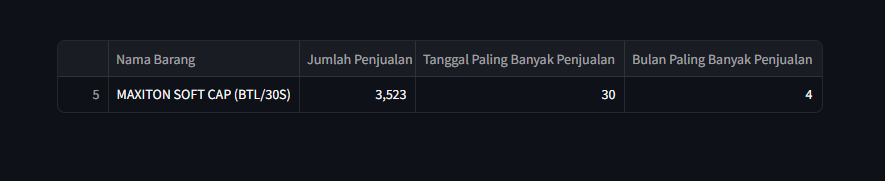 Nama Barang Jumlah Penjualan Tanggal Paling Banyak Penjualan Bulan Paling Banyak Penjualan
5 MAXITON SOFT CAP (BTL/30S) 3,523 30 4